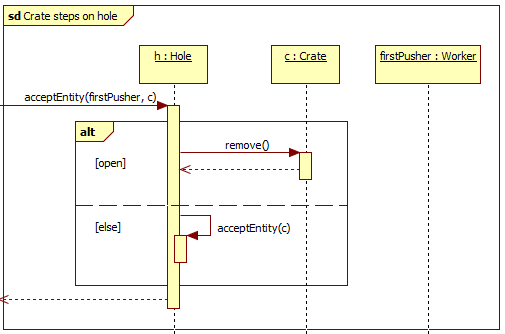 sd Crate steps on hole
h : Hole
c : Crate
firstPusher : Worker
acceptEntity(firstPusher, c)
alt
remove()
[open]
[else]
acceptEntity(c)